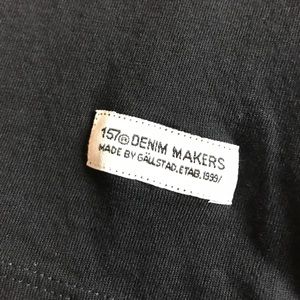 157® DENIM MAKERS
MADE BY GÄLLSTAD. ETAB. 1999/